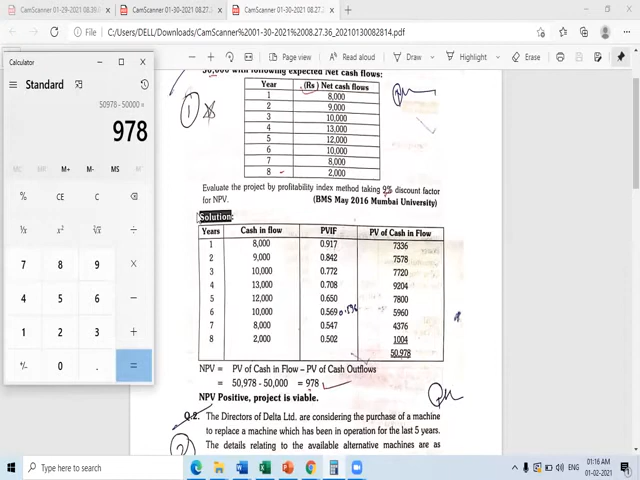 CamScanner 01-29-2021 08.39
CamScanner 01-30-2021 08.27.
CamScanner 01-30-2021 08.27.
C:/Users/DELL/Downloads/CamScanner%2001-30-2021%2008.27.36_20210130082814.pdf
Page view
Read aloud
Draw
Highlight
Erase
Calculator
Standard
50978 - 50000 =
978
MC MR M+ M- MS
% CE C
7 8 9 ×
4 5 6 −
1 2 3 +
+/- 0 . =
50,000 with following expected Net cash flows:
Year (Rs) Net cash flows
1 8,000
2 9,000
3 10,000
4 13,000
5 12,000
6 10,000
7 8,000
8 2,000
1
Evaluate the project by profitability index method taking 9% discount factor
for NPV. (BMS May 2016 Mumbai University)
Solution:
Years Cash in flow PVIF PV of Cash in Flow
1 8,000 0.917 7336
2 9,000 0.842 7578
3 10,000 0.772 7720
4 13,000 0.708 9204
5 12,000 0.650 7800
6 10,000 0.569 5960
7 8,000 0.547 4376
8 2,000 0.502 1004
50,978
NPV = PV of Cash in Flow – PV of Cash Outflows
= 50,978 - 50,000 = 978
NPV Positive, project is viable.
Q.2. The Directors of Delta Ltd. are considering the purchase of a machine
to replace a machine which has been in operation for the last 5 years.
2
The details relating to the available alternative machines are as
Type here to search
ENG
01:16 AM
01-02-2021